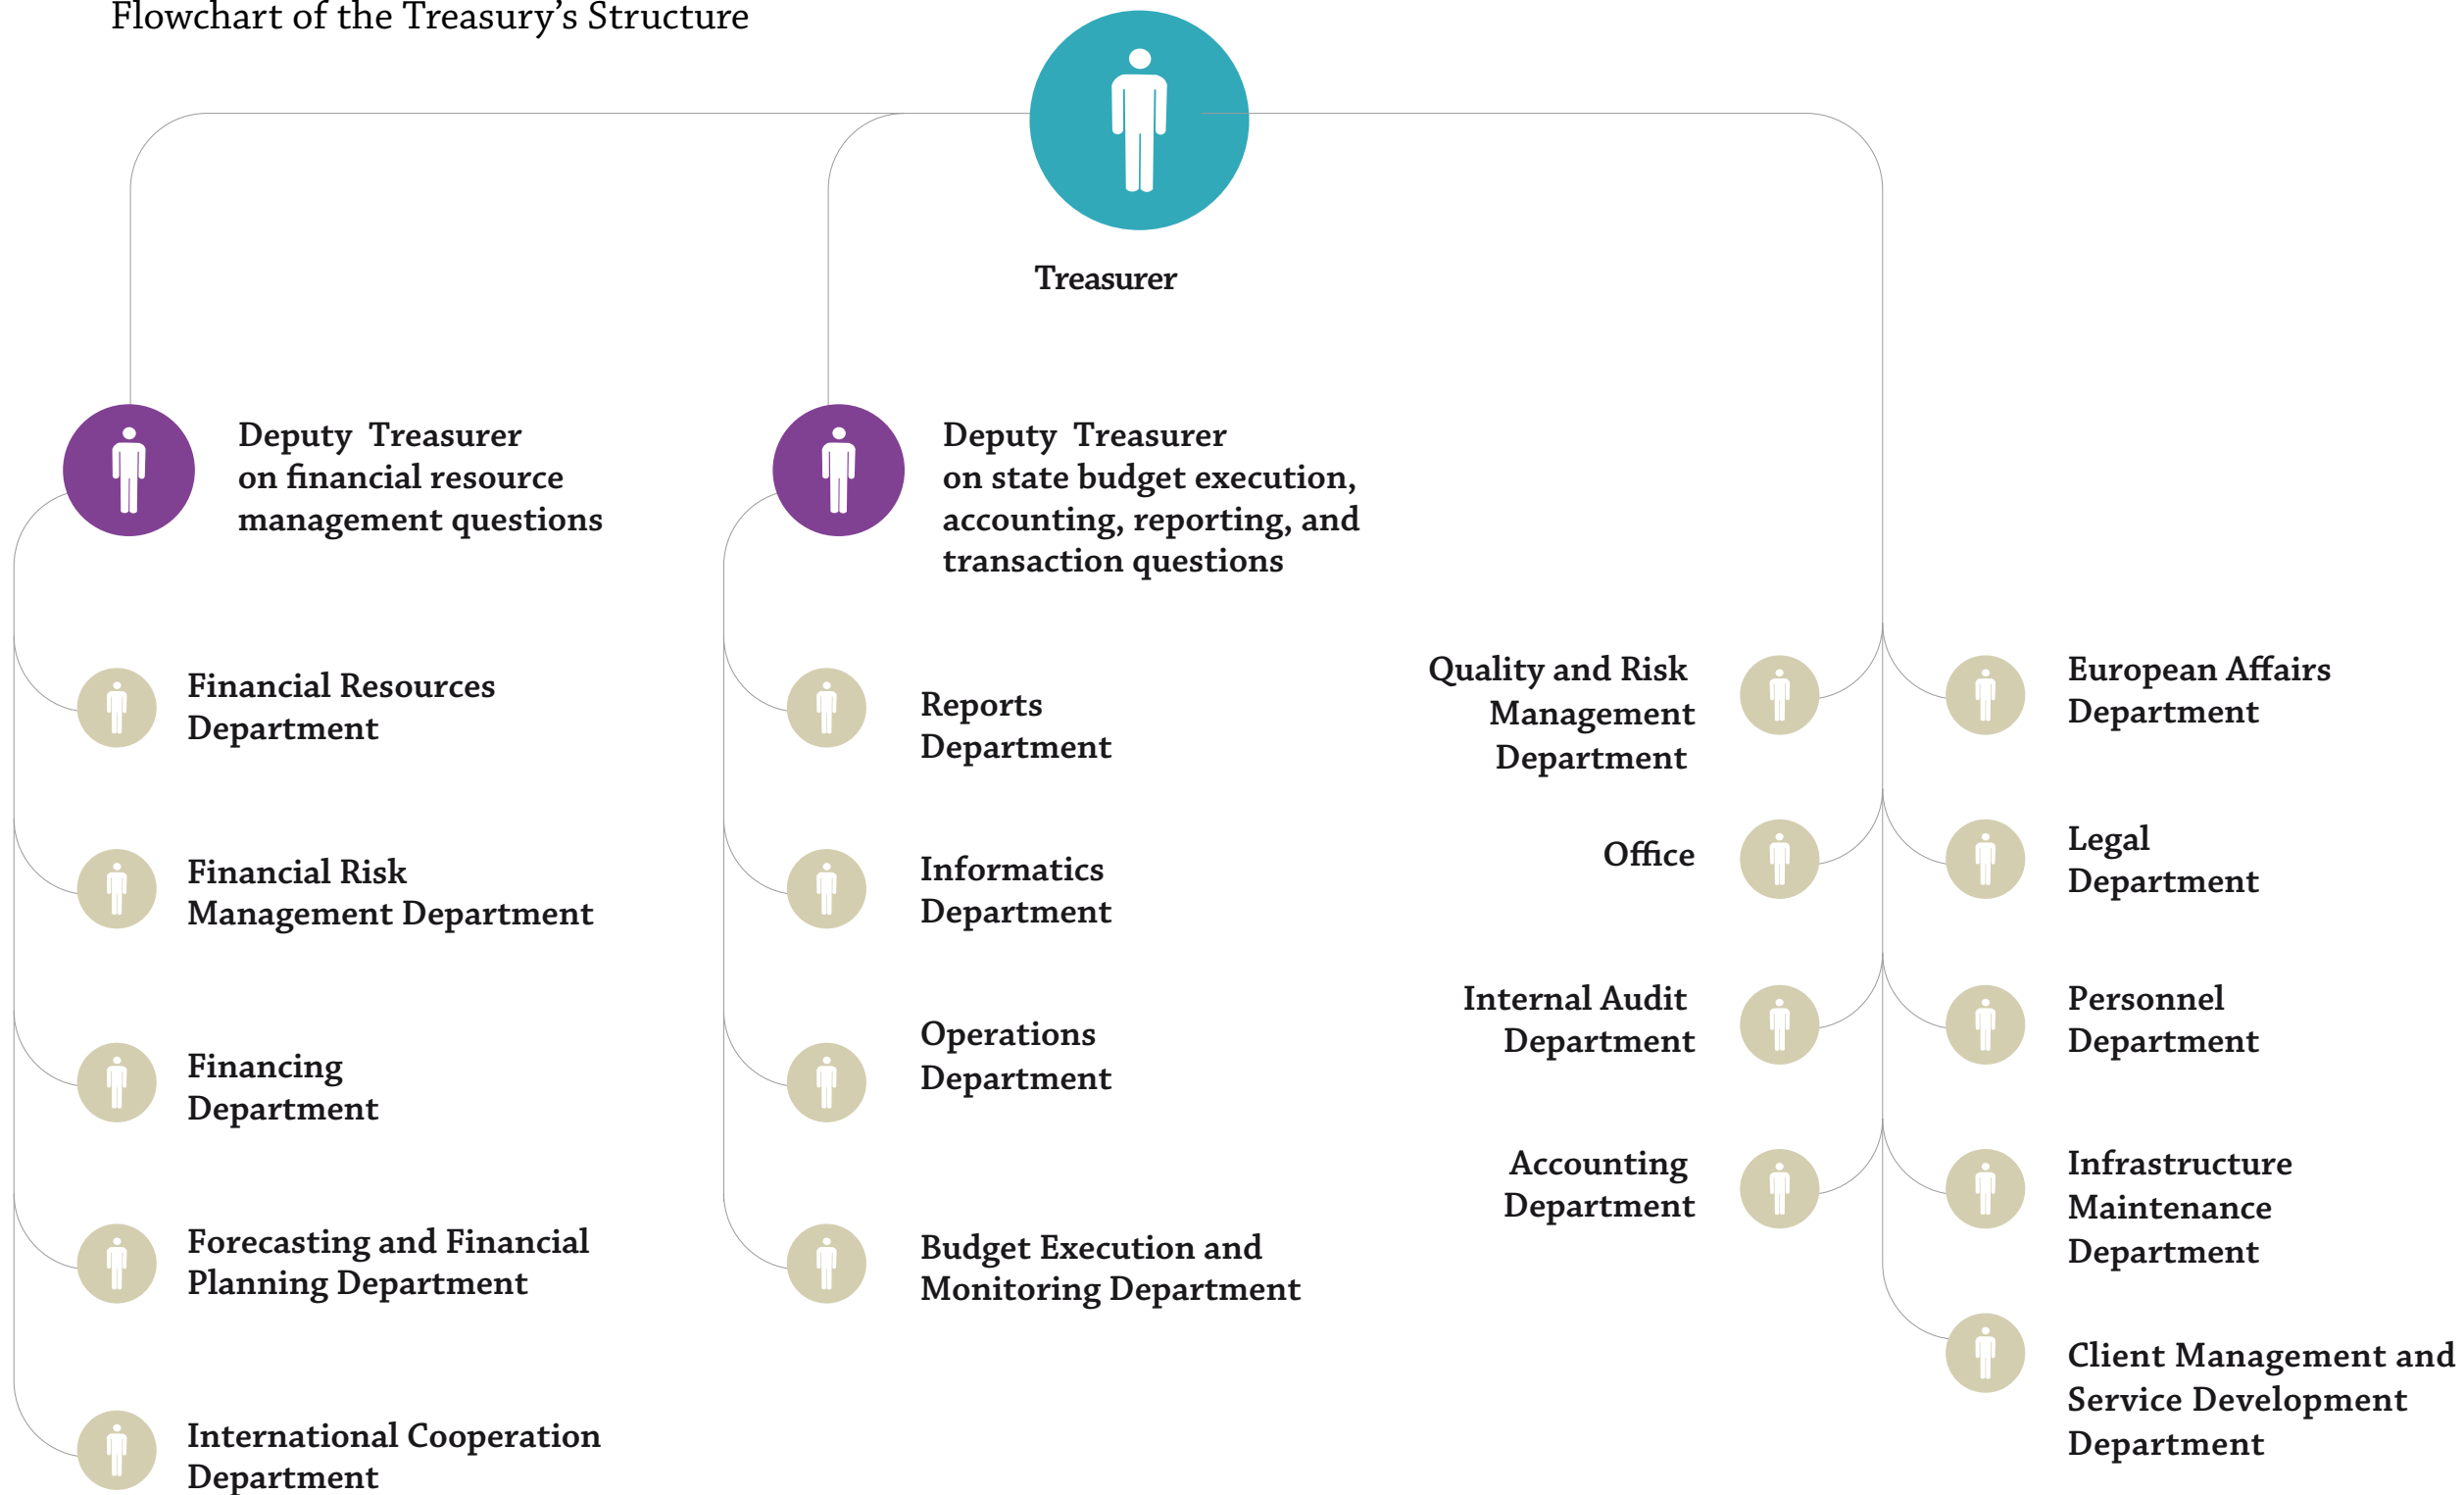 Flowchart of the Treasury’s Structure
Treasurer
Deputy Treasurer
on financial resource
management questions
Deputy Treasurer
on state budget execution,
accounting, reporting, and
transaction questions
Financial Resources
Department
Financial Risk
Management Department
Financing
Department
Forecasting and Financial
Planning Department
International Cooperation
Department
Reports
Department
Informatics
Department
Operations
Department
Budget Execution and
Monitoring Department
Quality and Risk
Management
Department
Office
Internal Audit
Department
Accounting
Department
European Affairs
Department
Legal
Department
Personnel
Department
Infrastructure
Maintenance
Department
Client Management and
Service Development
Department